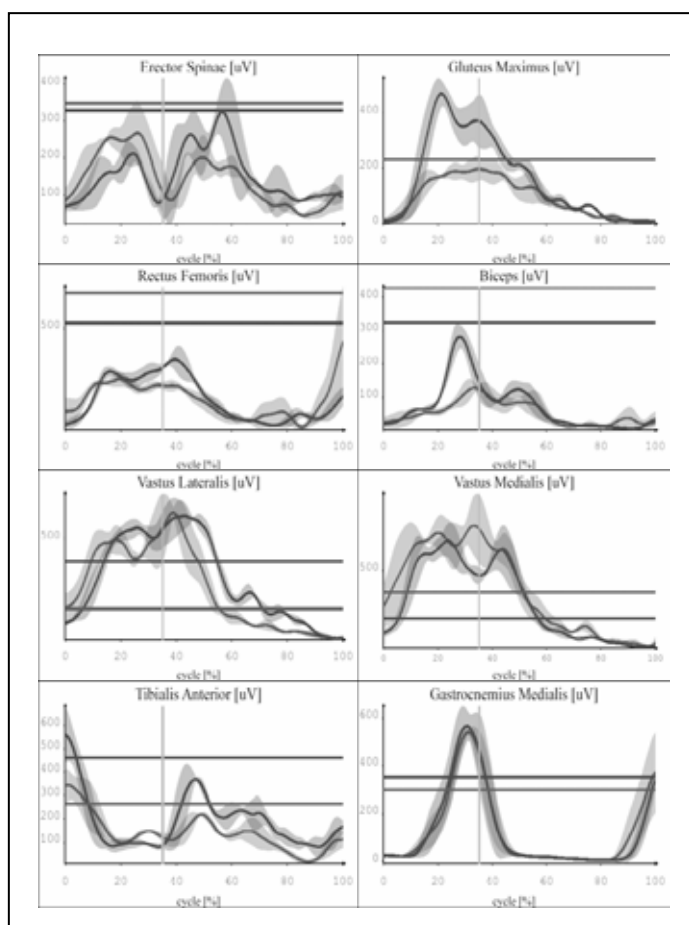 Erector Spinae [uV]
400
300
200
100
0 20 40 60 80 100
Gluteus Maximus [uV]
400
200
0
0 20 40 60 80 100
cycle [%]
cycle [%]
Rectus Femoris [uV]
500
0 20 40 60 80 100
cycle [%]
Biceps [uV]
400
300
200
100
0 20 40 60 80 100
cycle [%]
Vastus Lateralis [uV]
500
0 20 40 60 80 100
cycle [%]
Vastus Medialis [uV]
500
0 20 40 60 80 100
cycle [%]
Tibialis Anterior [uV]
600
500
400
300
200
100
0 20 40 60 80 100
cycle [%]
Gastrocnemius Medialis [uV]
600
400
200
0
0 20 40 60 80 100
cycle [%]